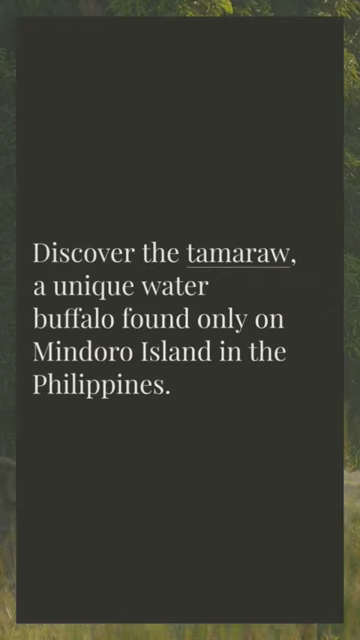 Discover the tamaraw,
a unique water
buffalo found only on
Mindoro Island in the
Philippines.